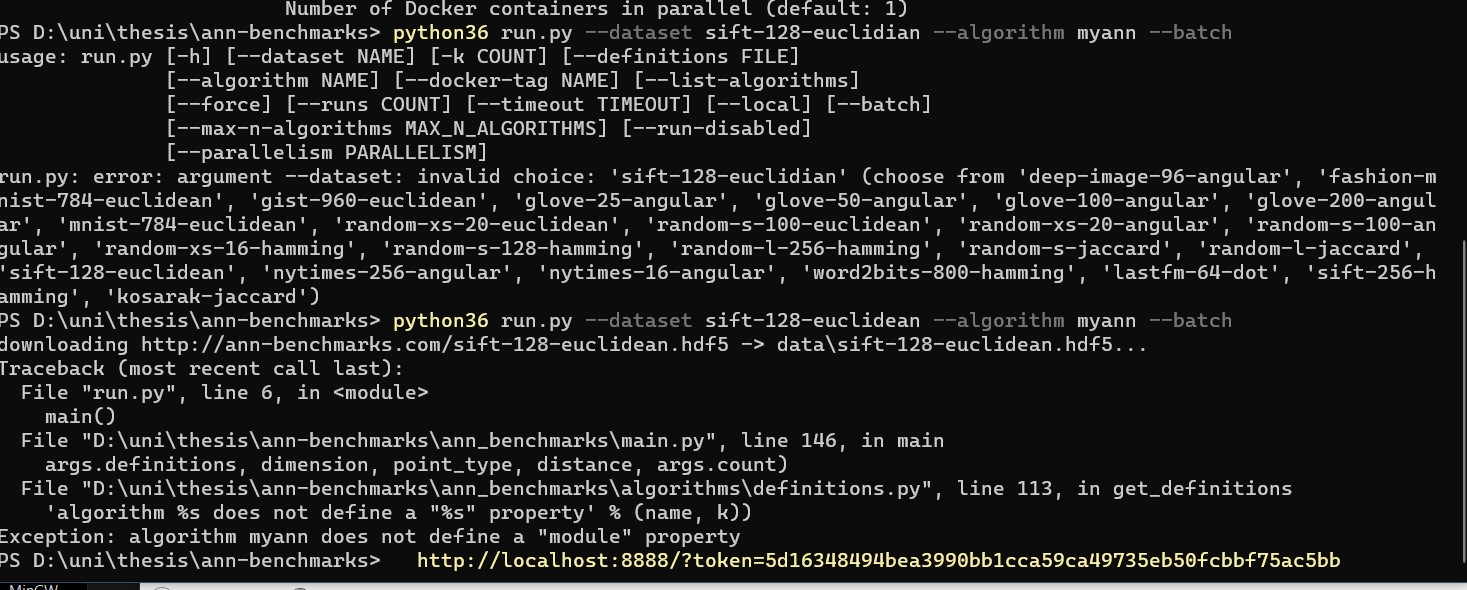 Number of Docker containers in parallel (default: 1)
PS D:\uni\thesis\ann-benchmarks> python36 run.py --dataset sift-128-euclidian --algorithm myann --batch
usage: run.py [-h] [--dataset NAME] [-k COUNT] [--definitions FILE]
[--algorithm NAME] [--docker-tag NAME] [--list-algorithms]
[--force] [--runs COUNT] [--timeout TIMEOUT] [--local] [--batch]
[--max-n-algorithms MAX_N_ALGORITHMS] [--run-disabled]
[--parallelism PARALLELISM]
run.py: error: argument --dataset: invalid choice: 'sift-128-euclidian' (choose from 'deep-image-96-angular', 'fashion-m
nist-784-euclidean', 'gist-960-euclidean', 'glove-25-angular', 'glove-50-angular', 'glove-100-angular', 'glove-200-angul
ar', 'mnist-784-euclidean', 'random-xs-20-euclidean', 'random-s-100-euclidean', 'random-xs-20-angular', 'random-s-100-an
gular', 'random-xs-16-hamming', 'random-s-128-hamming', 'random-l-256-hamming', 'random-s-jaccard', 'random-l-jaccard',
'sift-128-euclidean', 'nytimes-256-angular', 'nytimes-16-angular', 'word2bits-800-hamming', 'lastfm-64-dot', 'sift-256-h
amming', 'kosarak-jaccard')
PS D:\uni\thesis\ann-benchmarks> python36 run.py --dataset sift-128-euclidean --algorithm myann --batch
downloading http://ann-benchmarks.com/sift-128-euclidean.hdf5 -> data\sift-128-euclidean.hdf5...
Traceback (most recent call last):
File "run.py", line 6, in <module>
main()
File "D:\uni\thesis\ann-benchmarks\ann_benchmarks\main.py", line 146, in main
args.definitions, dimension, point_type, distance, args.count)
File "D:\uni\thesis\ann-benchmarks\ann_benchmarks\algorithms\definitions.py", line 113, in get_definitions
'algorithm %s does not define a "%s" property' % (name, k))
Exception: algorithm myann does not define a "module" property
PS D:\uni\thesis\ann-benchmarks> http://localhost:8888/?token=5d16348494bea3990bb1cca59ca49735eb50fcbbf75ac5bb
MinGW